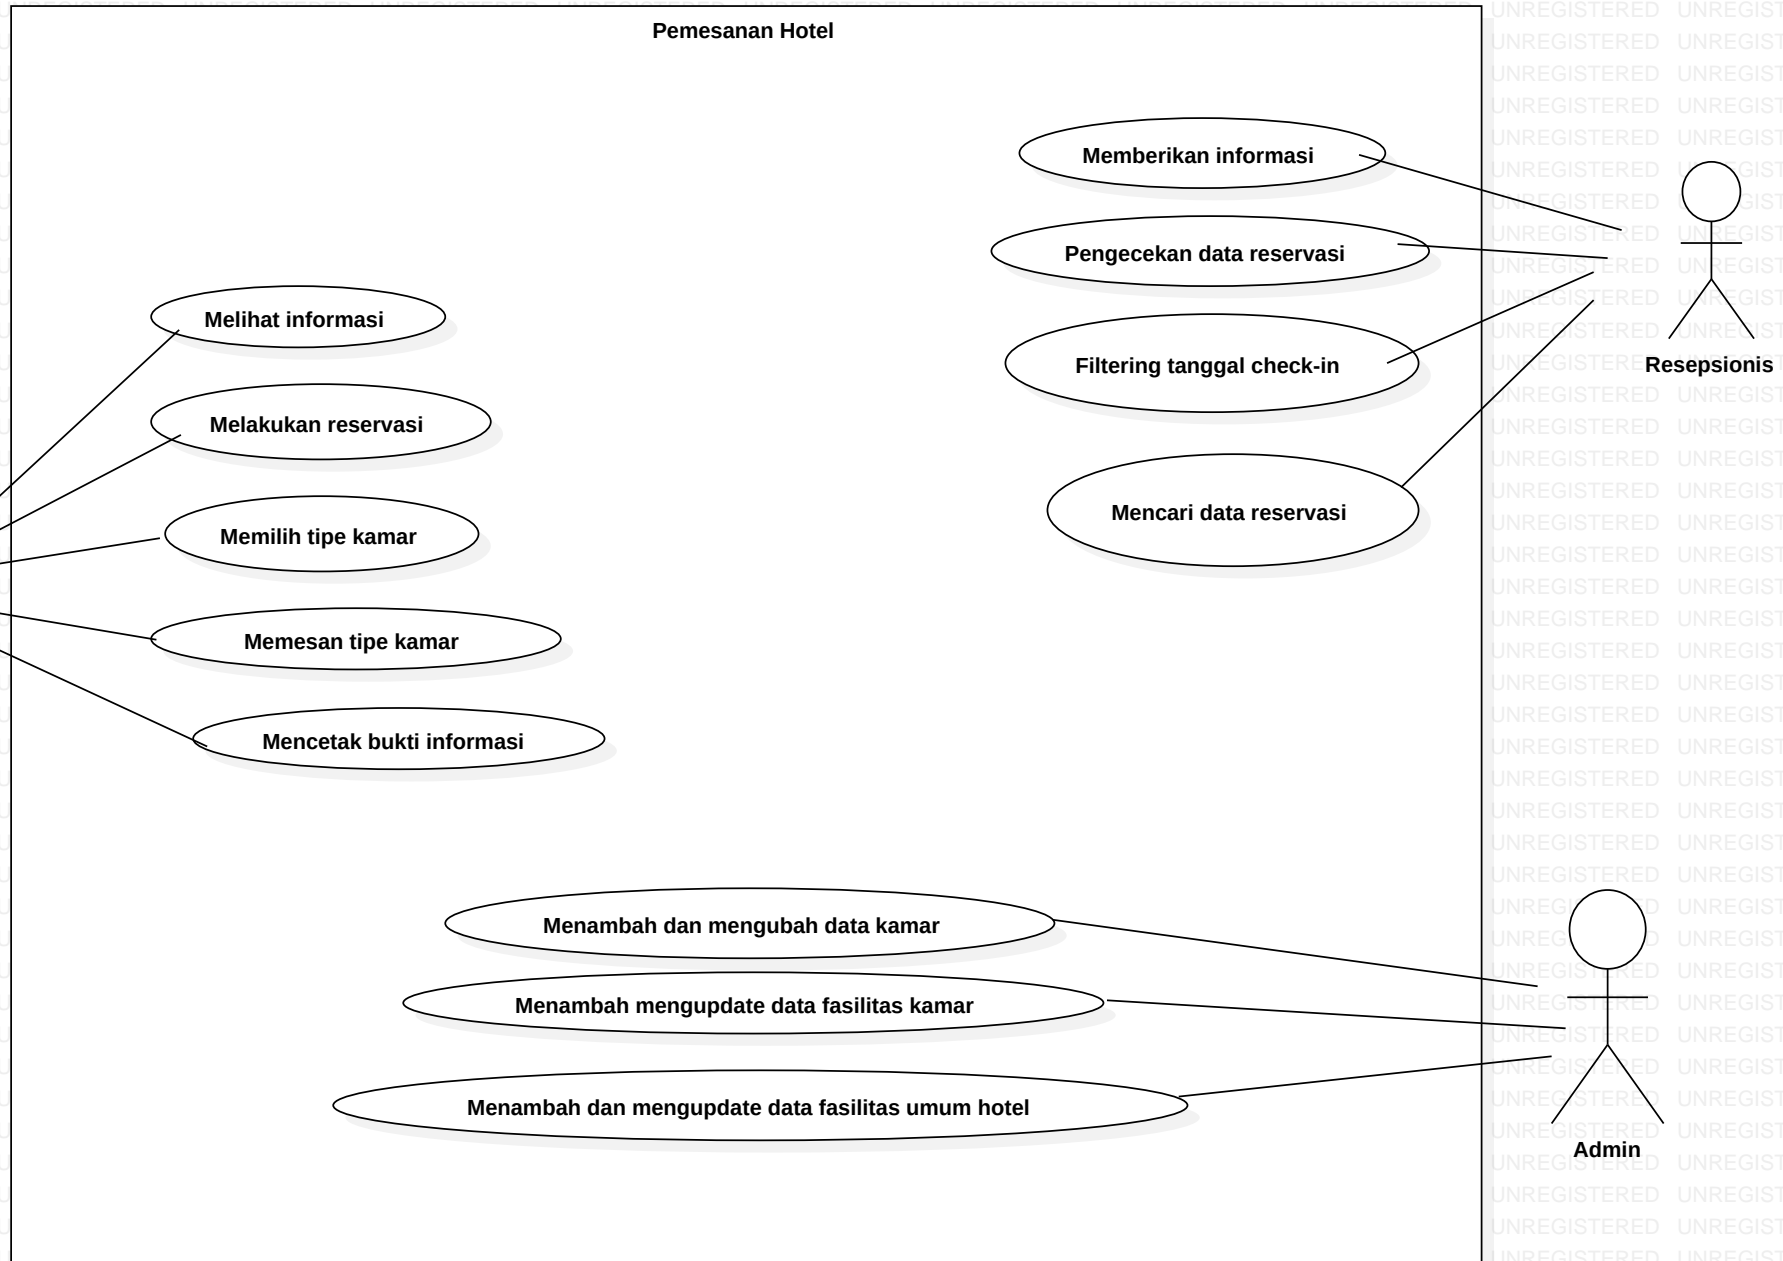 Pemesanan Hotel
Memberikan informasi
Pengecekan data reservasi
Filtering tanggal check-in
Mencari data reservasi
Resepsionis
Melihat informasi
Melakukan reservasi
Memilih tipe kamar
Memesan tipe kamar
Mencetak bukti informasi
Menambah dan mengubah data kamar
Menambah mengupdate data fasilitas kamar
Menambah dan mengupdate data fasilitas umum hotel
Admin
UNREGISTERED